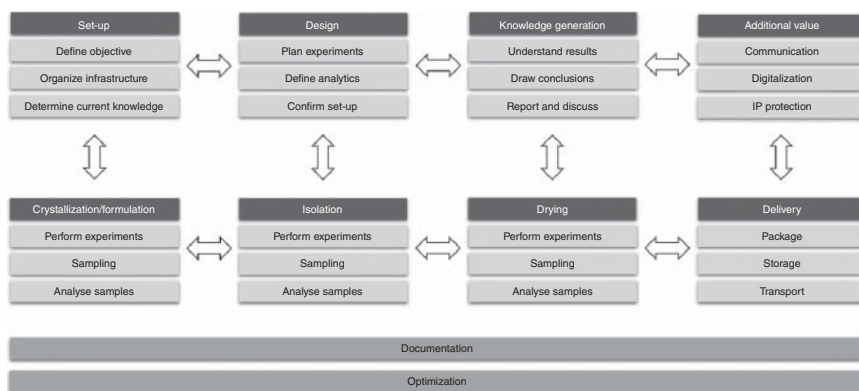 Set-up
Define objective
Organize infrastructure
Determine current knowledge
Design
Plan experiments
Define analytics
Confirm set-up
Knowledge generation
Understand results
Draw conclusions
Report and discuss
Additional value
Communication
Digitalization
IP protection
Crystallization/formulation
Perform experiments
Sampling
Analyse samples
Isolation
Perform experiments
Sampling
Analyse samples
Drying
Perform experiments
Sampling
Analyse samples
Delivery
Package
Storage
Transport
Documentation
Optimization